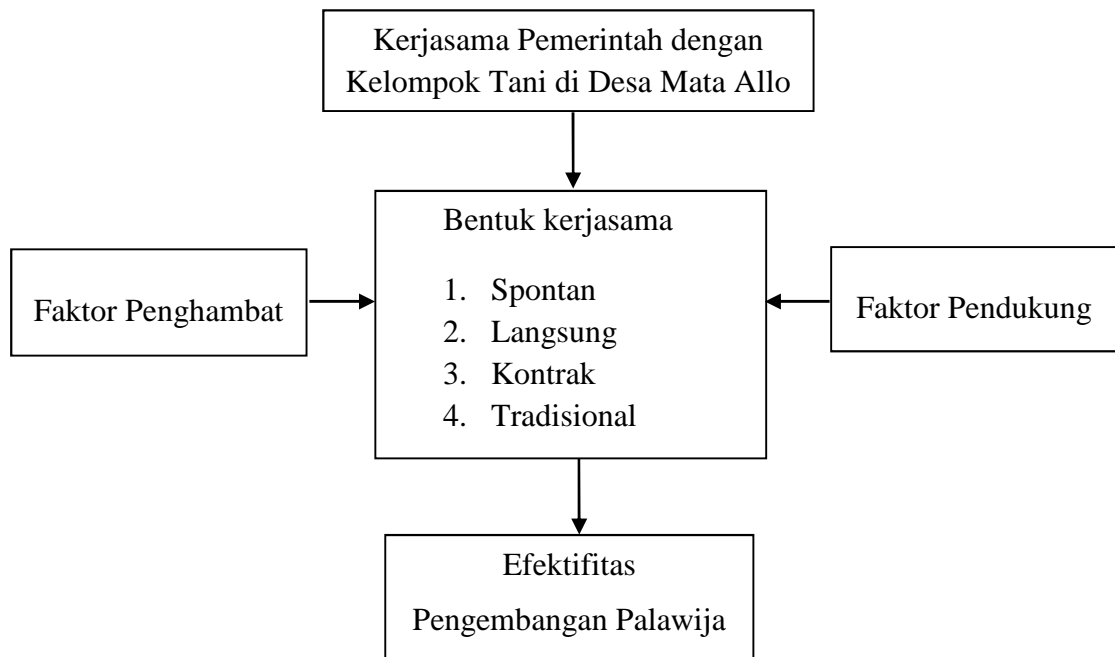 Kerjasama Pemerintah dengan
Kelompok Tani di Desa Mata Allo
Bentuk kerjasama
1. Spontan
2. Langsung
3. Kontrak
4. Tradisional
Faktor Penghambat
Faktor Pendukung
Efektifitas
Pengembangan Palawija